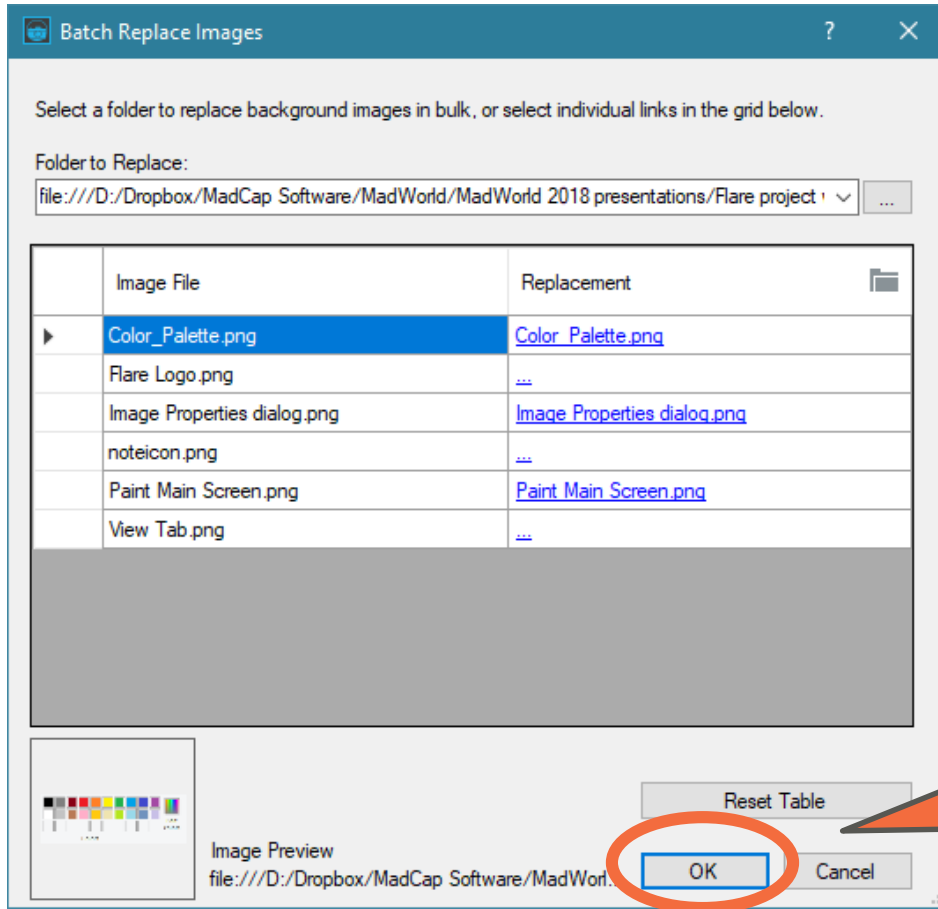 Batch Replace Images
Select a folder to replace background images in bulk, or select individual links in the grid below.
Folder to Replace:
file:///D:/Dropbox/MadCap Software/MadWorld/MadWorld 2018 presentations/Flare project
...
Image File Replacement
Color_Palette.png Color_Palette.png
Flare Logo.png ...
Image Properties dialog.png Image Properties dialog.png
noteicon.png ...
Paint Main Screen.png Paint Main Screen.png
View Tab.png ...
Reset Table
Image Preview
file:///D:/Dropbox/MadCap Software/MadWorl...
OK Cancel